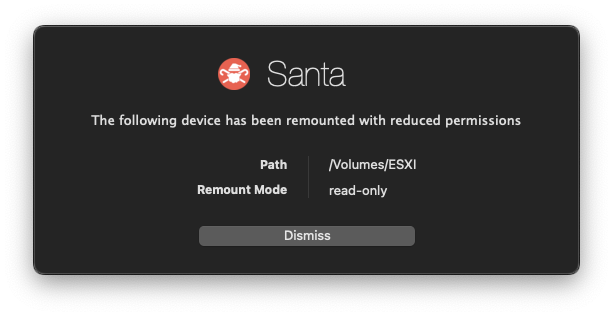 Santa
The following device has been remounted with reduced permissions
Path /Volumes/ESXI
Remount Mode read-only
Dismiss